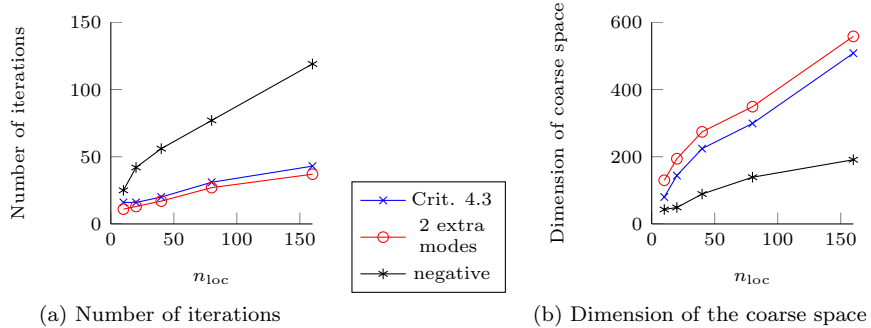 Number of iterations
150
100
50
0
0
50
100
150
n_loc
(a) Number of iterations
Crit. 4.3
2 extra
modes
negative
Dimension of coarse space
600
400
200
0
0
50
100
150
n_loc
(b) Dimension of the coarse space